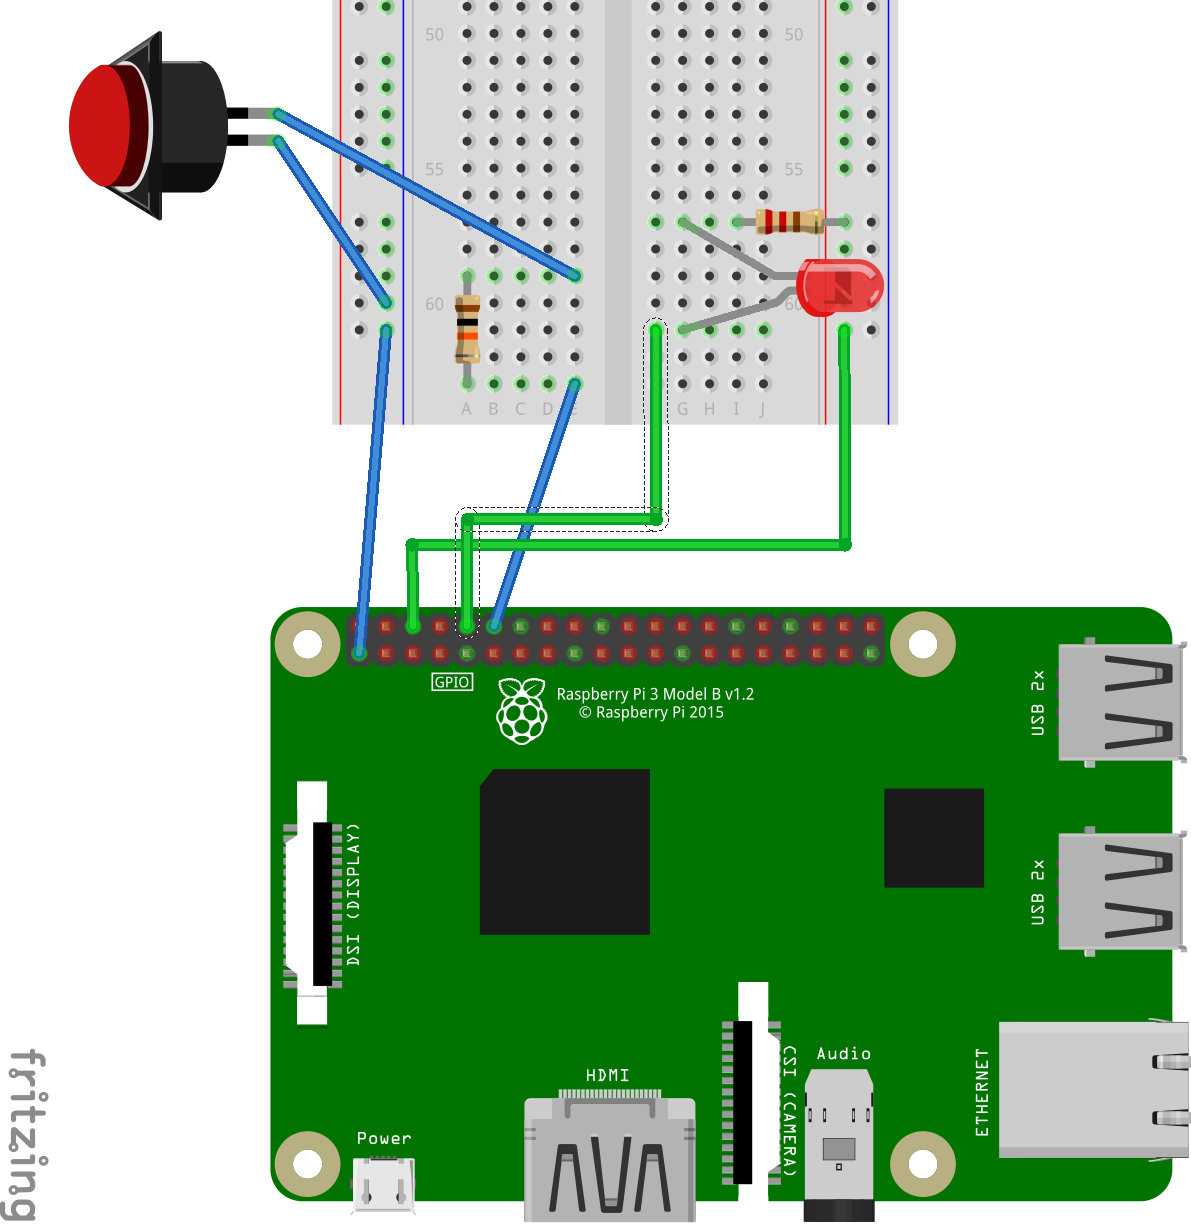 50 50
55 55
60 60
A B C D E G H I J
GPIO
Raspberry Pi 3 Model B v1.2
© Raspberry Pi 2015
USB 2x
DSI (DISPLAY)
USB 2x
HDMI
CSI (CAMERA)
Audio
ETHERNET
Power
fritzing